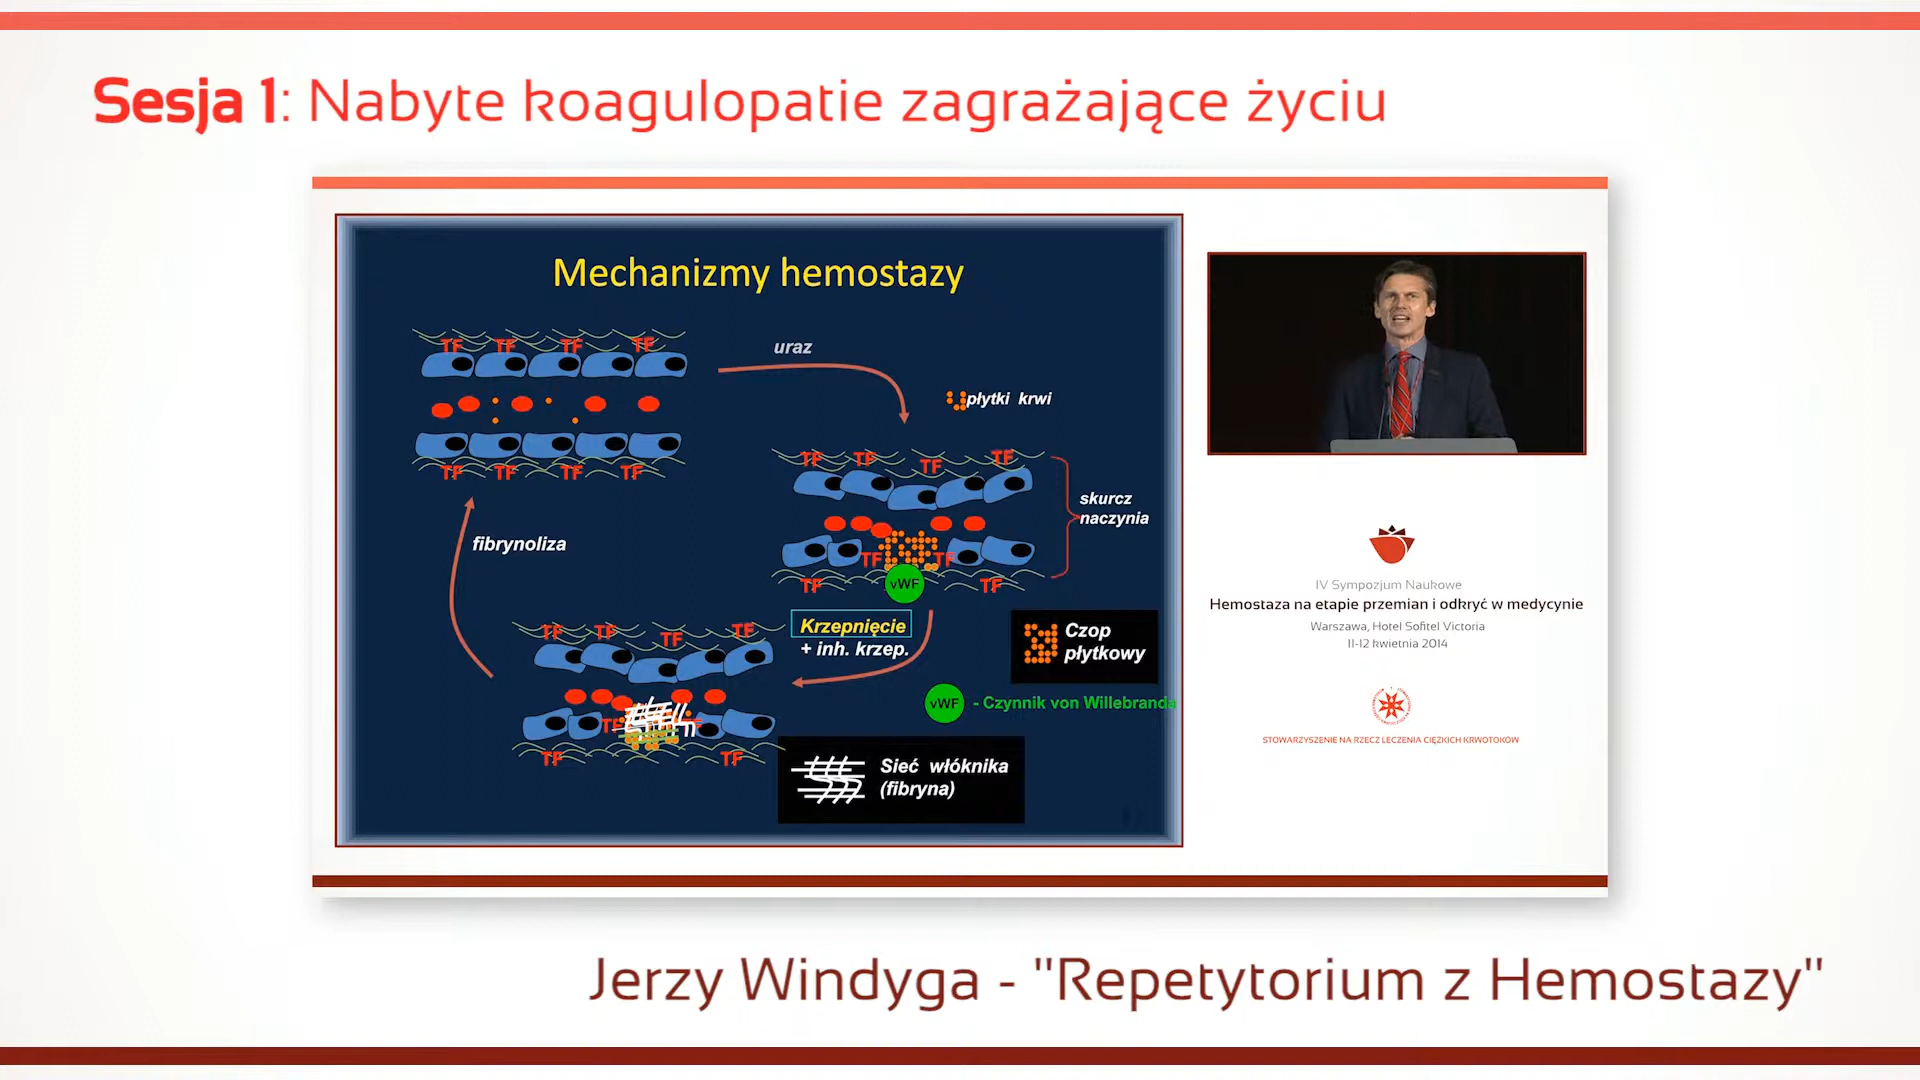 Sesja 1: Nabyte koagulopatie zagrażające życiu
Mechanizmy hemostazy
TF TF TF TF
uraz
płytki krwi
TF TF TF TF
TF TF TF TF
skurcz
naczynia
fibrynoliza
TF TF
TF vWF TF
Krzepnięcie
+ inh. krzep.
Czop
płytkowy
TF TF TF TF
vWF - Czynnik von Willebranda
TF
TF TF
Sieć włóknika
(fibryna)
IV Sympozjum Naukowe
Hemostaza na etapie przemian i odkryć w medycynie
Warszawa, Hotel Sofitel Victoria
11-12 kwietnia 2014
STOWARZYSZENIE NA RZECZ LECZENIA CIĘŻKICH KRWOTOKÓW
Jerzy Windyga - "Repetytorium z Hemostazy"